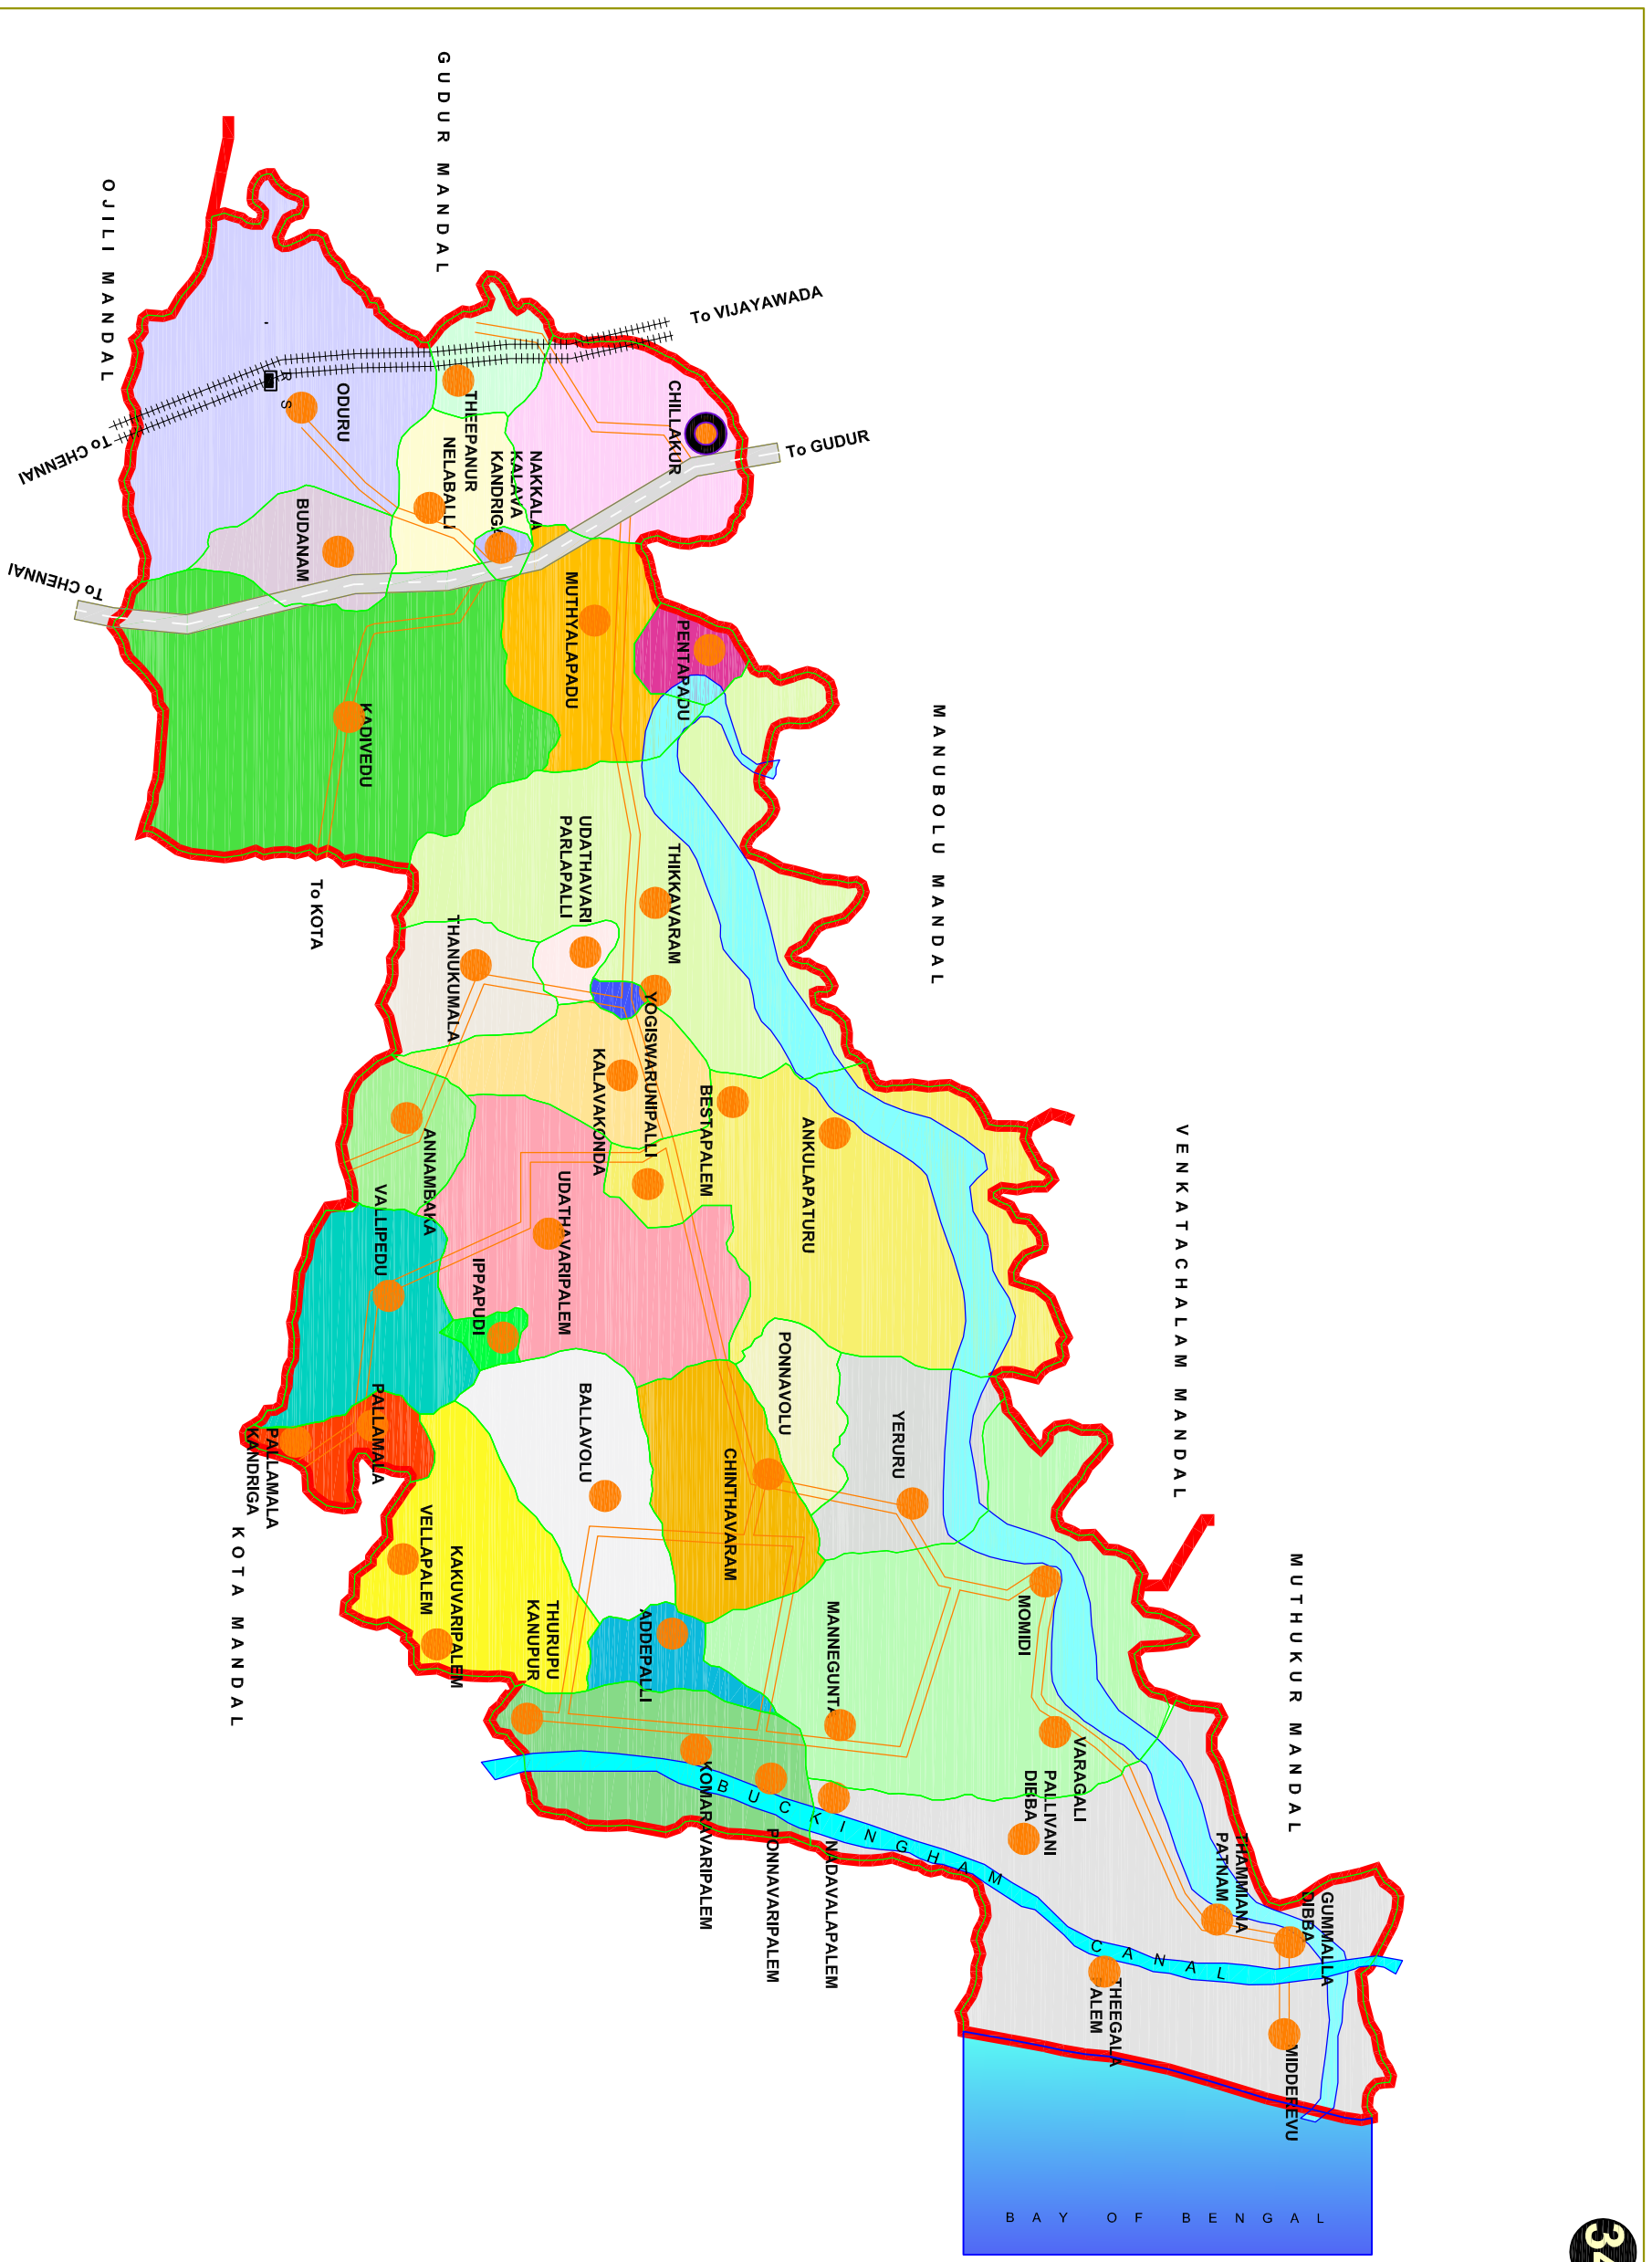 GUDUR MANDAL
OJILI MANDAL
MANUBOLU MANDAL
VENKATACHALAM MANDAL
MUTHUKUR MANDAL
KOTA MANDAL
To VIJAYAWADA
To GUDUR
To CHENNAI
To CHENNAI
To KOTA
CHILLAKUR
THEEPANUR
NELABALLI
NAKKALA
KALAVA
KANDRIGA
ODURU
R S
BUDANAM
MUTHYALAPADU
PENTAPADU
KADIVEDU
UDATHAVARI
PARLAPALLI
THIKKAVARAM
THANUKUMALA
YOGISWARUNIPALLI
KALAVAKONDA
BESTAPALEM
ANKULAPATURU
ANNAMBAKA
VALLIPEDU
UDATHAVARIPALEM
IPPAPUDI
PONNAVOLU
YERURU
BALLAVOLU
CHINTHAVARAM
PALLAMALA
PALLAMALA
KANDRIGA
VELLAPALEM
KAKUVARIPALEM
THURUPU
KANUPUR
ADDEPALLI
MANNEGUNTA
MOMIDI
VARAGALI
PALLIVANI
DIBBA
KOMARAVARIPALEM
PONNAVARIPALEM
NADAVALAPALEM
THAMMIANA
PATNAM
GUMMALLA
DIBBA
THEEGALA
PALEM
MIDDEREVU
BUCKINGHAM CANAL
BAY OF BENGAL